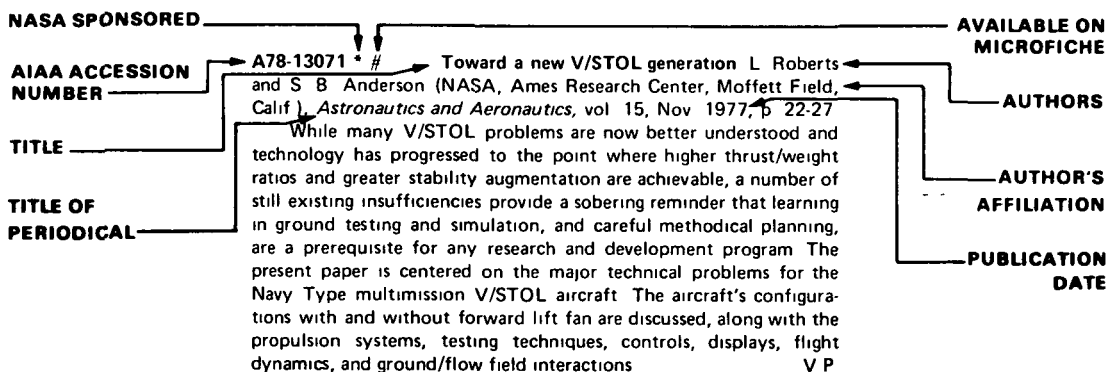 NASA SPONSORED
AVAILABLE ON
MICROFICHE
AIAA ACCESSION
NUMBER
A78-13071 * # Toward a new V/STOL generation L Roberts
and S B Anderson (NASA, Ames Research Center, Moffett Field,
Calif ), Astronautics and Aeronautics, vol 15, Nov 1977, p 22-27
AUTHORS
While many V/STOL problems are now better understood and
TITLE
technology has progressed to the point where higher thrust/weight
ratios and greater stability augmentation are achievable, a number of
AUTHOR'S
AFFILIATION
still existing insufficiencies provide a sobering reminder that learning
TITLE OF
PERIODICAL
in ground testing and simulation, and careful methodical planning,
are a prerequisite for any research and development program The
PUBLICATION
DATE
present paper is centered on the major technical problems for the
Navy Type multimission V/STOL aircraft The aircraft's configura-
tions with and without forward lift fan are discussed, along with the
propulsion systems, testing techniques, controls, displays, flight
dynamics, and ground/flow field interactions V P